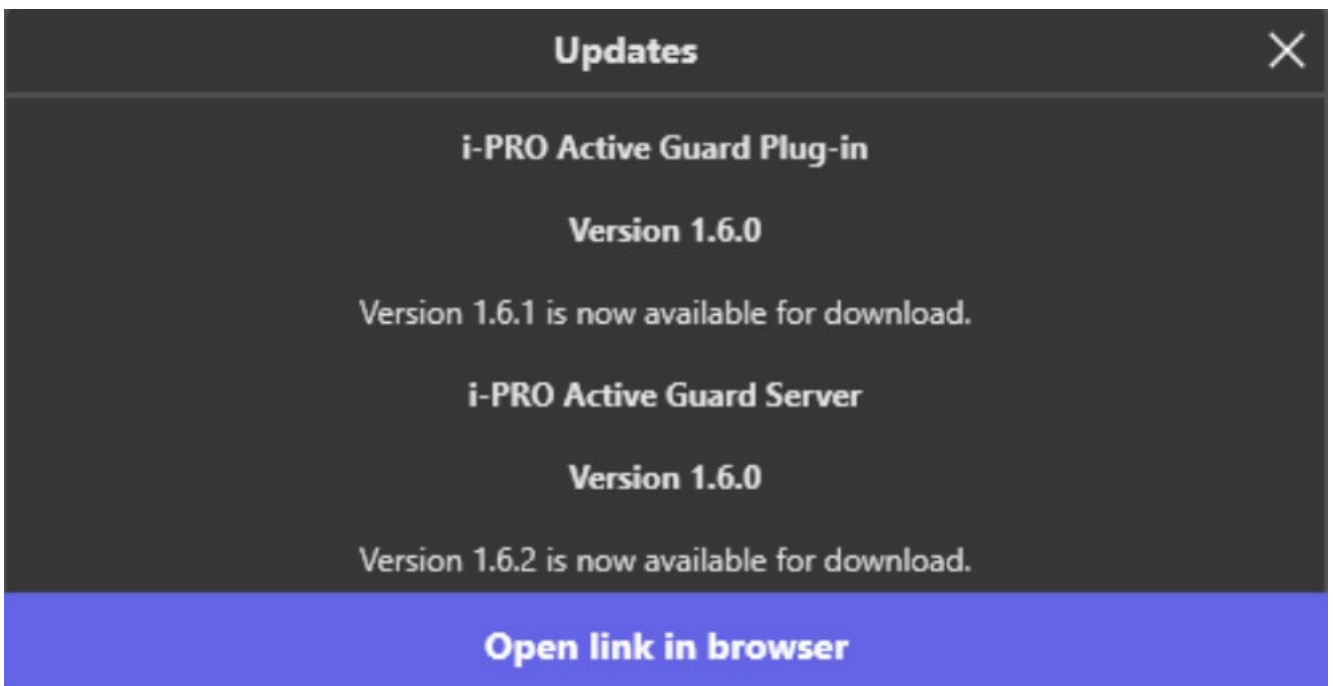 Updates
i-PRO Active Guard Plug-in
Version 1.6.0
Version 1.6.1 is now available for download.
i-PRO Active Guard Server
Version 1.6.0
Version 1.6.2 is now available for download.
Open link in browser